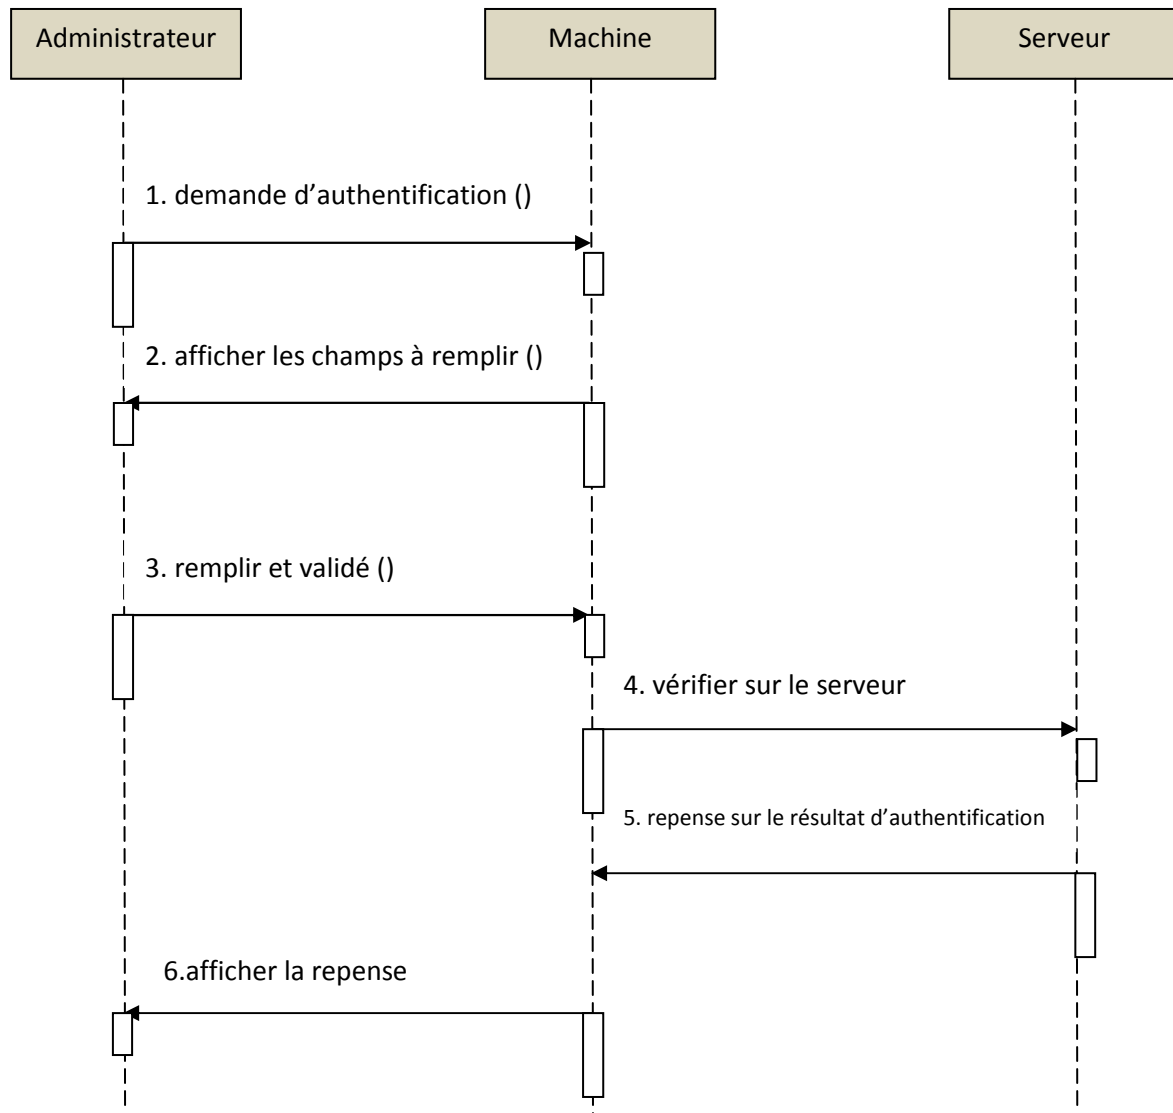 Administrateur
Machine
Serveur
1. demande d’authentification ()
2. afficher les champs à remplir ()
3. remplir et validé ()
4. vérifier sur le serveur
5. repense sur le résultat d’authentification
6.afficher la repense